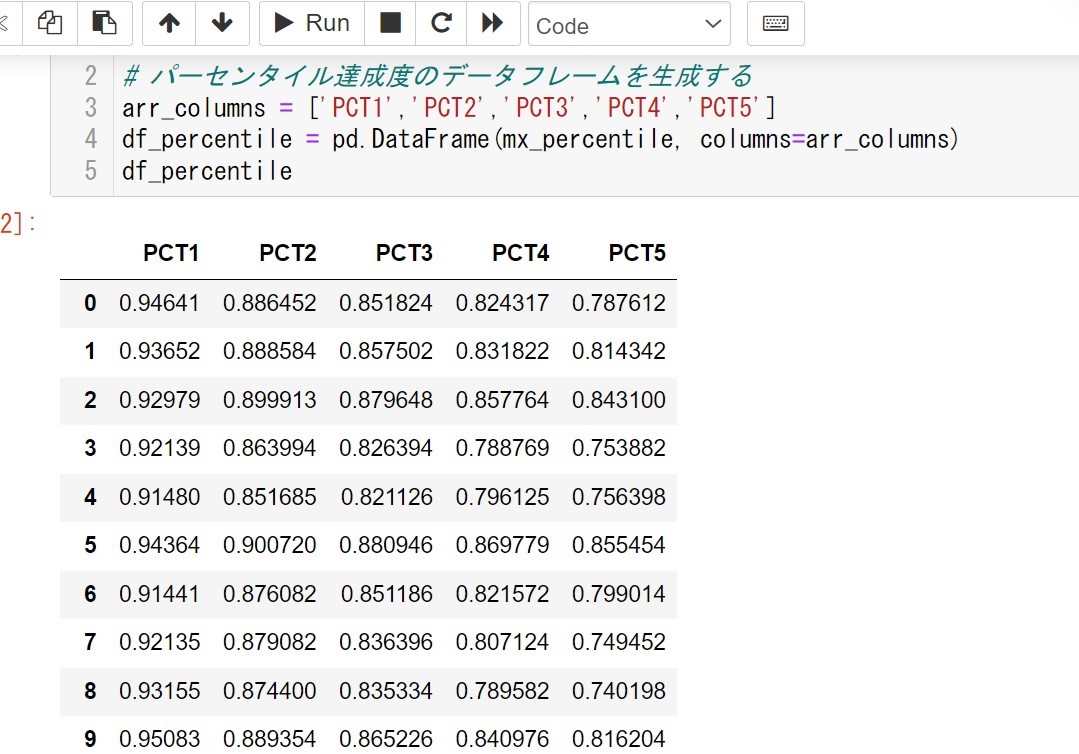 Run
Code
2 # パーセンタイル達成度のデータフレームを生成する
3 arr_columns = ['PCT1','PCT2','PCT3','PCT4','PCT5']
4 df_percentile = pd.DataFrame(mx_percentile, columns=arr_columns)
5 df_percentile
2]:
PCT1 PCT2 PCT3 PCT4 PCT5
0 0.94641 0.886452 0.851824 0.824317 0.787612
1 0.93652 0.888584 0.857502 0.831822 0.814342
2 0.92979 0.899913 0.879648 0.857764 0.843100
3 0.92139 0.863994 0.826394 0.788769 0.753882
4 0.91480 0.851685 0.821126 0.796125 0.756398
5 0.94364 0.900720 0.880946 0.869779 0.855454
6 0.91441 0.876082 0.851186 0.821572 0.799014
7 0.92135 0.879082 0.836396 0.807124 0.749452
8 0.93155 0.874400 0.835334 0.789582 0.740198
9 0.95083 0.889354 0.865226 0.840976 0.816204